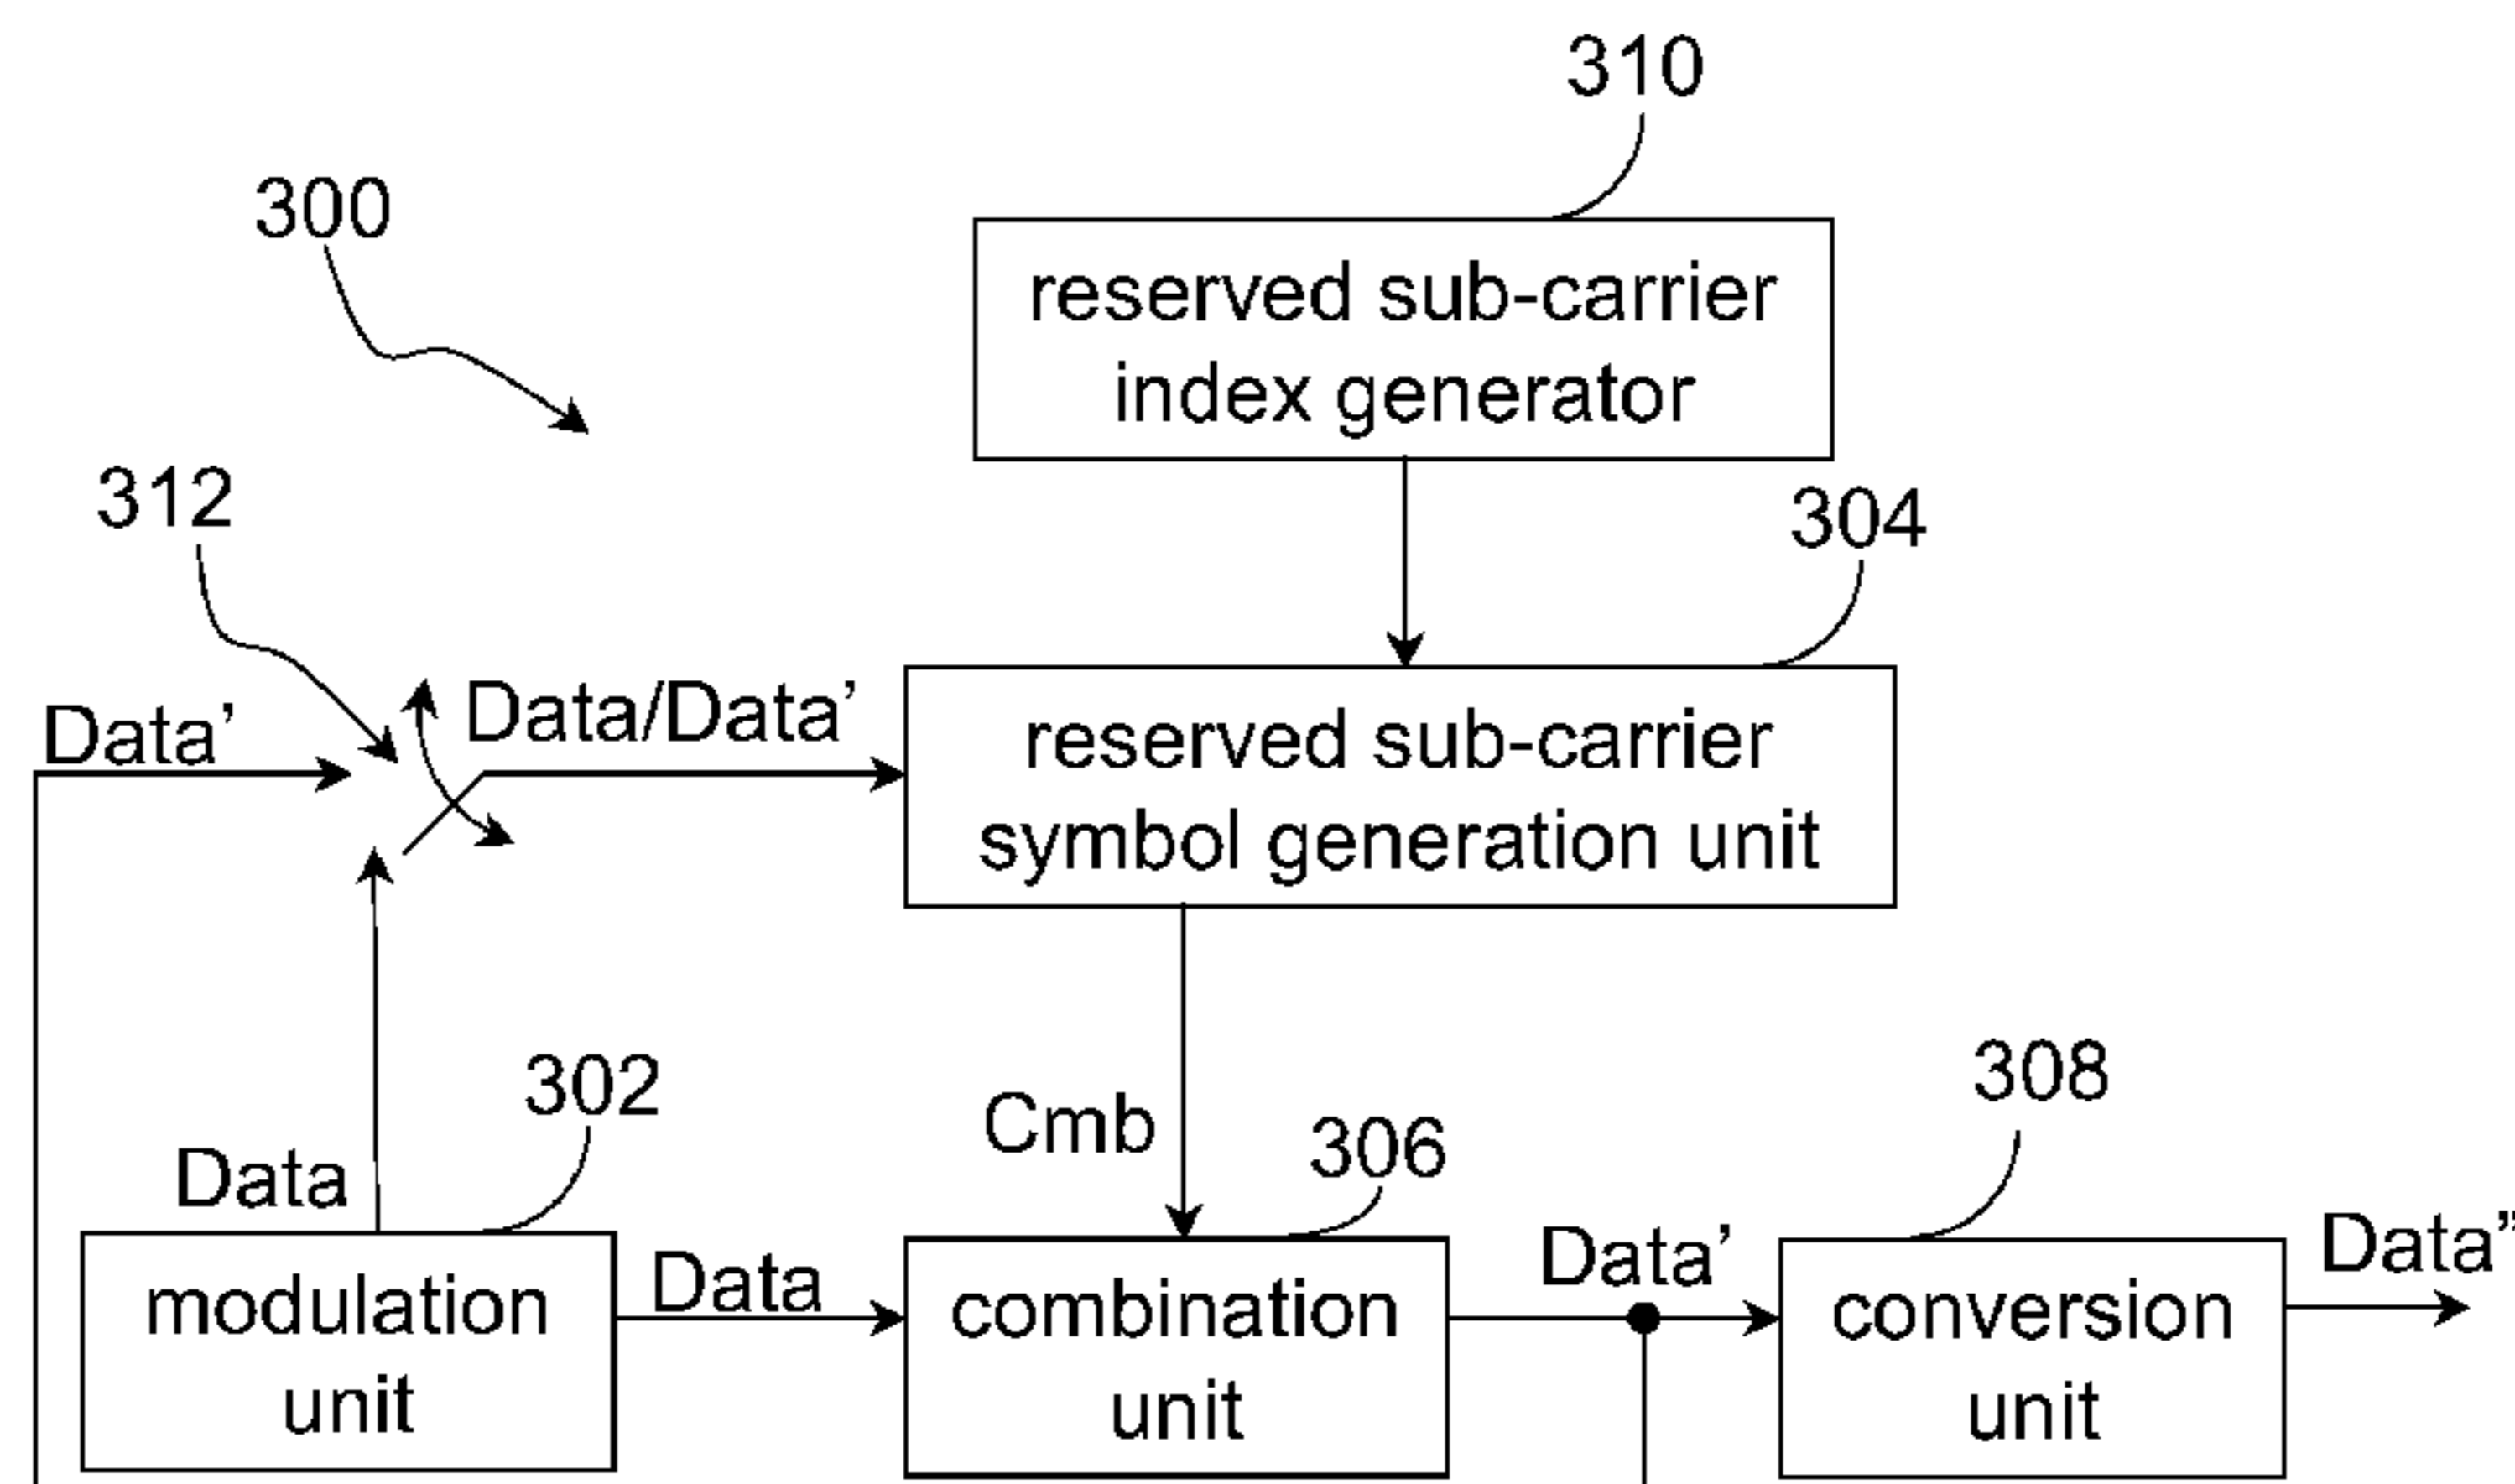 310
300
reserved sub-carrier
index generator
312
304
Data’
Data/Data’
reserved sub-carrier
symbol generation unit
302
308
Cmb
306
Data
Data’
Data”
Data
modulation
unit
combination
unit
conversion
unit